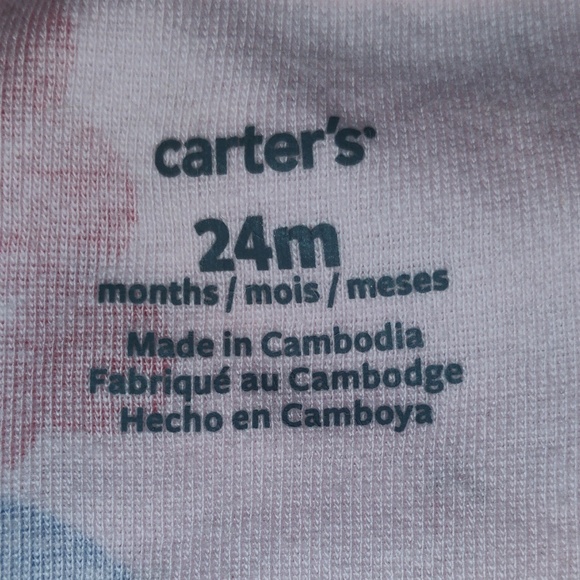 carter's
24m
months / mois / meses
Made in Cambodia
Fabriqué au Cambodge
Hecho en Camboya